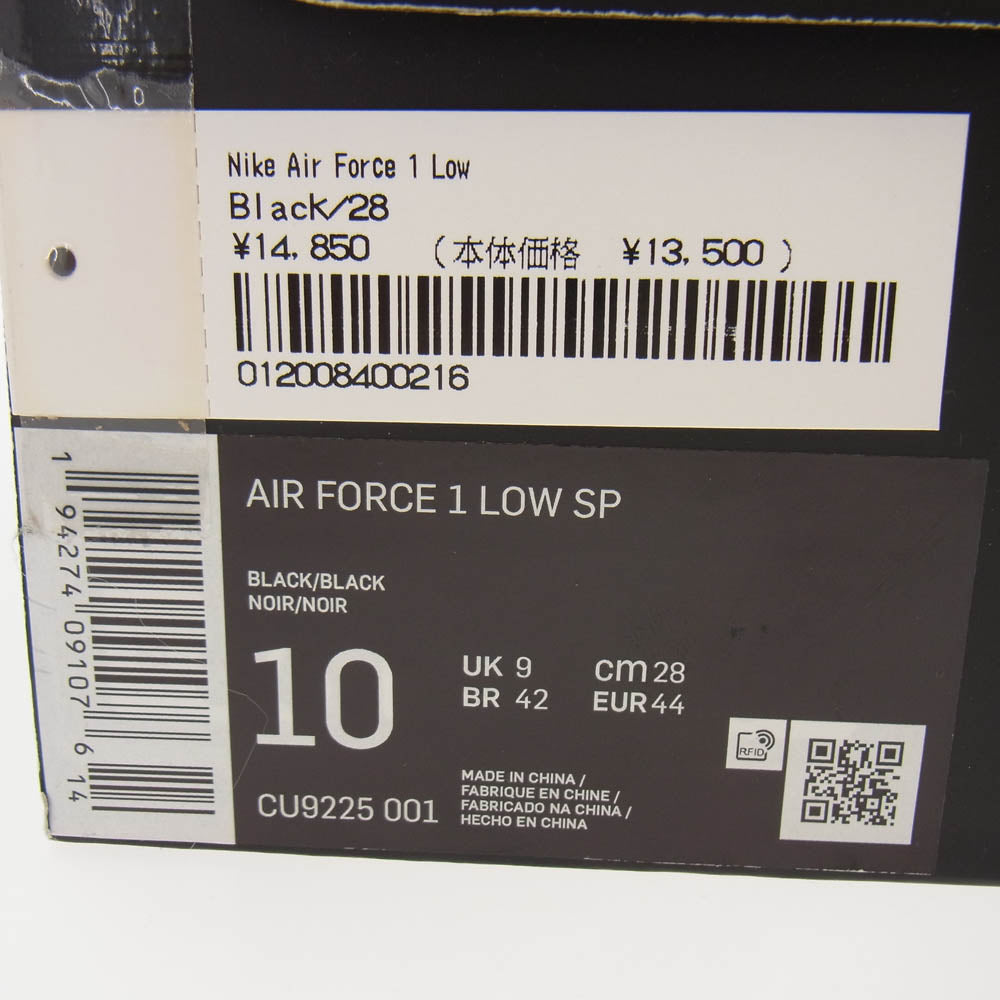 Nike Air Force 1 Low
Black/28
¥14,850 (本体価格 ¥13,500)
012008400216
1 94274 09107 6 14
AIR FORCE 1 LOW SP
BLACK/BLACK
NOIR/NOIR
10
UK 9 cm 28
BR 42 EUR 44
RFID
CU9225 001
MADE IN CHINA /
FABRIQUE EN CHINE /
FABRICADO NA CHINA /
HECHO EN CHINA